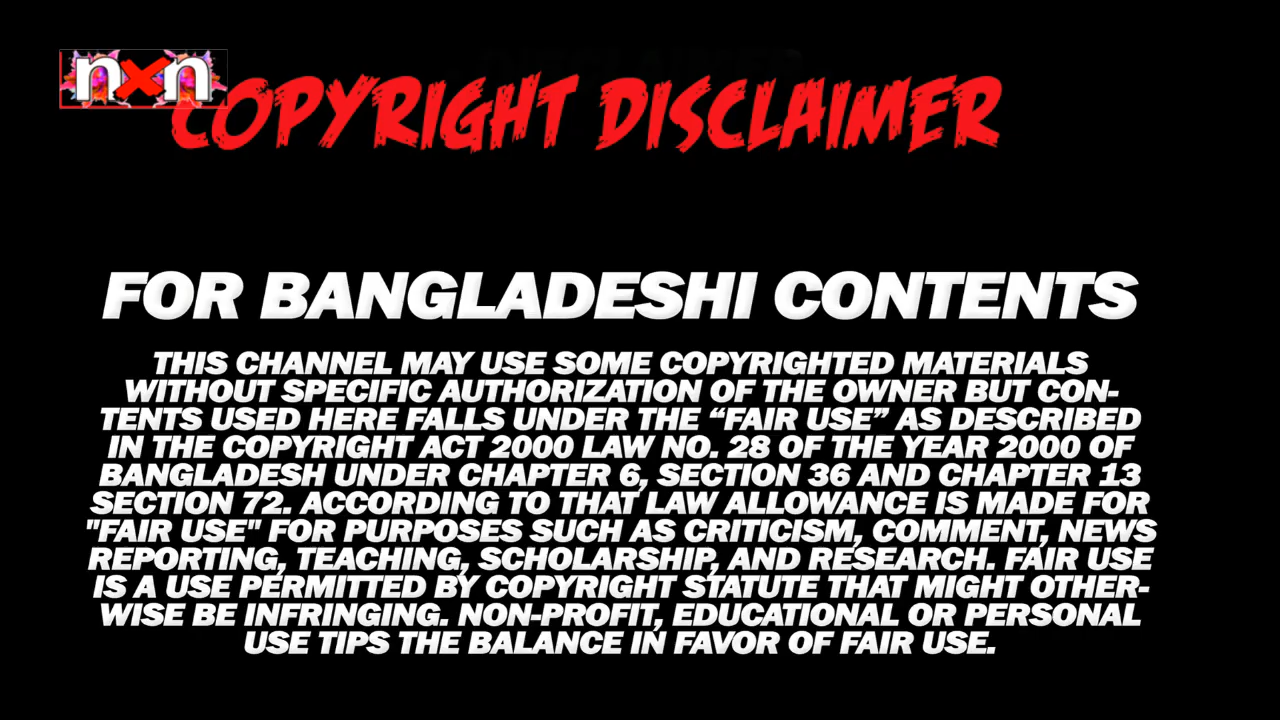 nxn
COPYRIGHT DISCLAIMER
FOR BANGLADESHI CONTENTS
THIS CHANNEL MAY USE SOME COPYRIGHTED MATERIALS
WITHOUT SPECIFIC AUTHORIZATION OF THE OWNER BUT CON-
TENTS USED HERE FALLS UNDER THE “FAIR USE” AS DESCRIBED
IN THE COPYRIGHT ACT 2000 LAW NO. 28 OF THE YEAR 2000 OF
BANGLADESH UNDER CHAPTER 6, SECTION 36 AND CHAPTER 13
SECTION 72. ACCORDING TO THAT LAW ALLOWANCE IS MADE FOR
"FAIR USE" FOR PURPOSES SUCH AS CRITICISM, COMMENT, NEWS
REPORTING, TEACHING, SCHOLARSHIP, AND RESEARCH. FAIR USE
IS A USE PERMITTED BY COPYRIGHT STATUTE THAT MIGHT OTHER-
WISE BE INFRINGING. NON-PROFIT, EDUCATIONAL OR PERSONAL
USE TIPS THE BALANCE IN FAVOR OF FAIR USE.